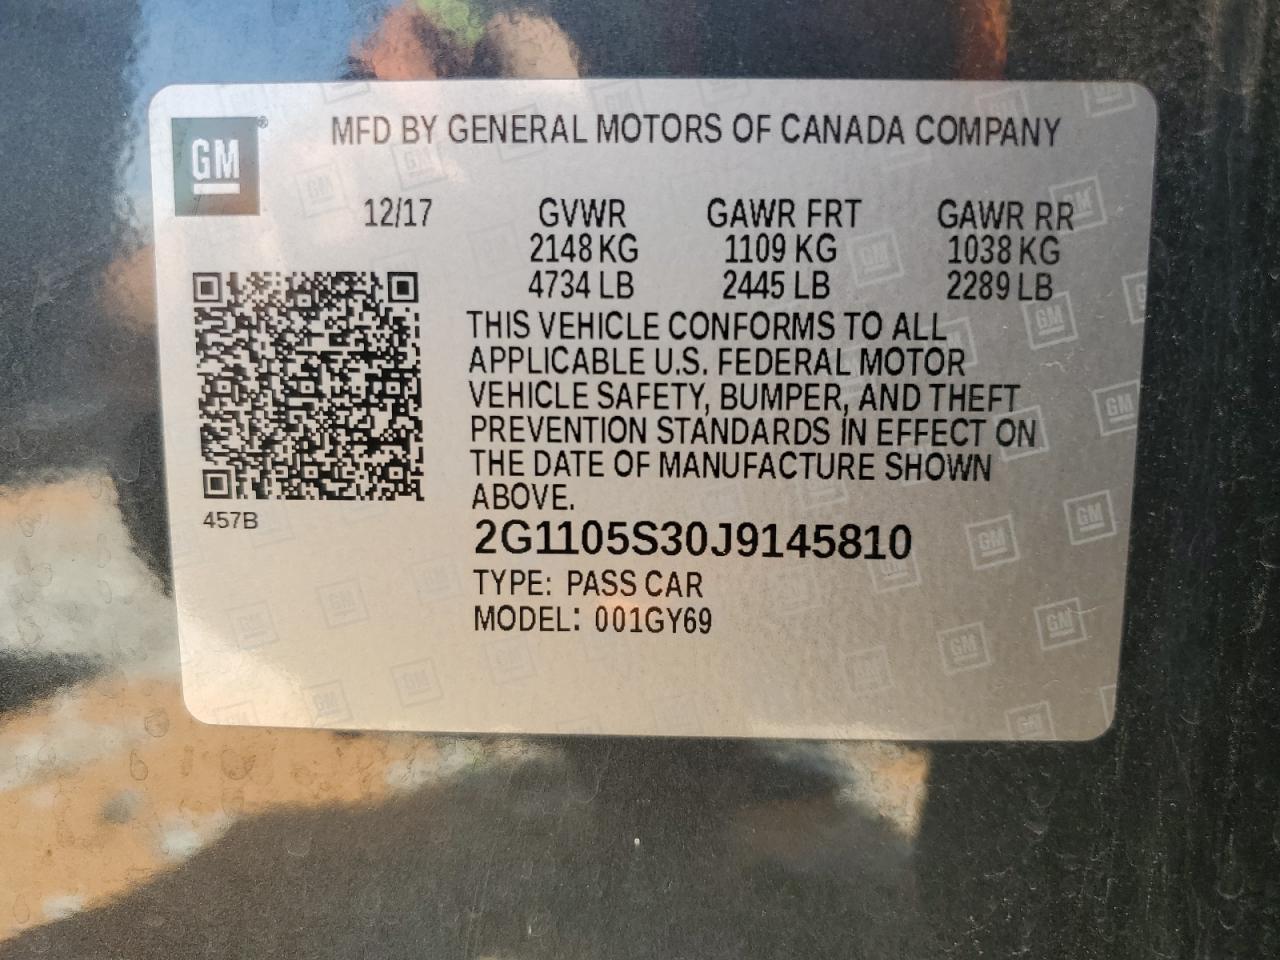 GM
MFD BY GENERAL MOTORS OF CANADA COMPANY
12/17 GVWR GAWR FRT GAWR RR
2148 KG 1109 KG 1038 KG
4734 LB 2445 LB 2289 LB
THIS VEHICLE CONFORMS TO ALL
APPLICABLE U.S. FEDERAL MOTOR
VEHICLE SAFETY, BUMPER, AND THEFT
PREVENTION STANDARDS IN EFFECT ON
THE DATE OF MANUFACTURE SHOWN
ABOVE.
457B
2G1105S30J9145810
TYPE: PASS CAR
MODEL: 001GY69